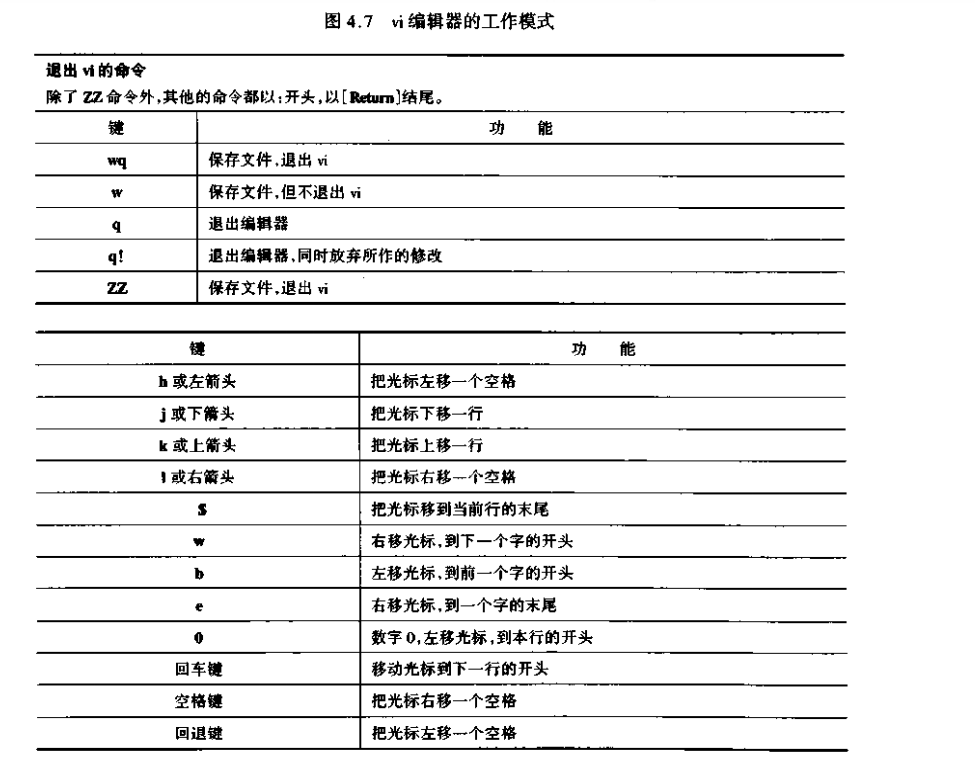 图 4.7 vi 编辑器的工作模式
退出 vi 的命令
除了 ZZ 命令外,其他的命令都以:开头,以[Return]结尾。
键 功 能
wq 保存文件,退出 vi
w 保存文件,但不退出 vi
q 退出编辑器
q! 退出编辑器,同时放弃所作的修改
ZZ 保存文件,退出 vi
键 功 能
h 或左箭头 把光标左移一个空格
j 或下箭头 把光标下移一行
k 或上箭头 把光标上移一行
l 或右箭头 把光标右移一个空格
$ 把光标移到当前行的末尾
w 右移光标,到下一个字的开头
b 左移光标,到前一个字的开头
e 右移光标,到一个字的末尾
0 数字 0,左移光标,到本行的开头
回车键 移动光标到下一行的开头
空格键 把光标右移一个空格
回退键 把光标左移一个空格